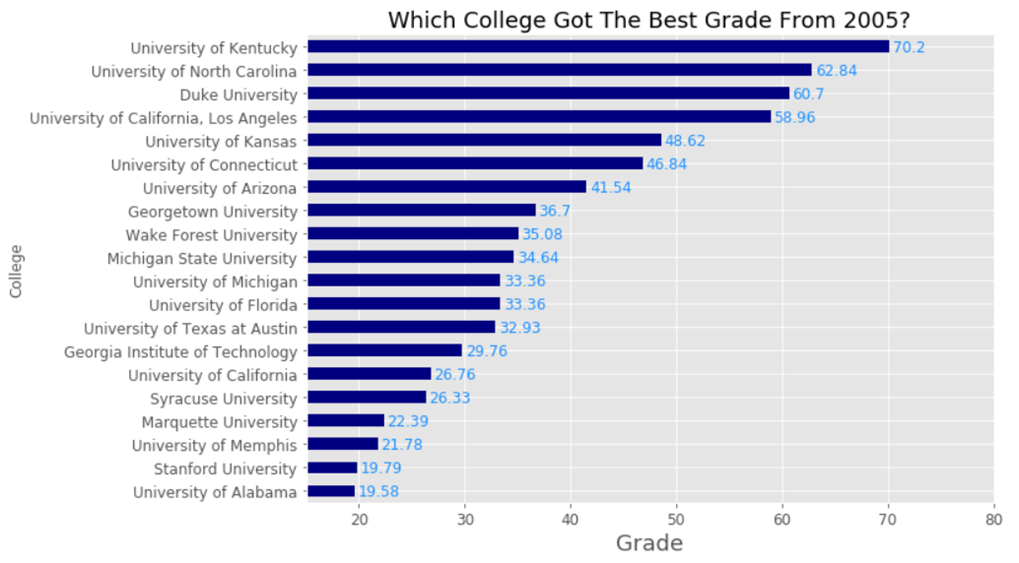 Which College Got The Best Grade From 2005?
University of Kentucky 70.2
University of North Carolina 62.84
Duke University 60.7
University of California, Los Angeles 58.96
University of Kansas 48.62
University of Connecticut 46.84
University of Arizona 41.54
Georgetown University 36.7
Wake Forest University 35.08
Michigan State University 34.64
University of Michigan 33.36
University of Florida 33.36
University of Texas at Austin 32.93
Georgia Institute of Technology 29.76
University of California 26.76
Syracuse University 26.33
Marquette University 22.39
University of Memphis 21.78
Stanford University 19.79
University of Alabama 19.58
College
20 30 40 50 60 70 80
Grade